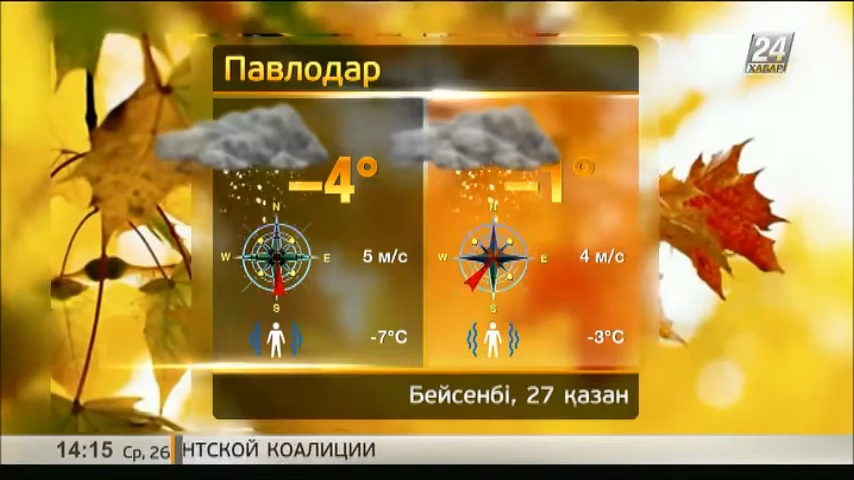 Павлодар
24
ХАБАР
–4°
–1°
N
N
W
E
5 м/с
W
E
4 м/с
S
S
-7°C
-3°C
Бейсенбі, 27 қазан
14:15 Ср, 26
НТСКОЙ КОАЛИЦИИ